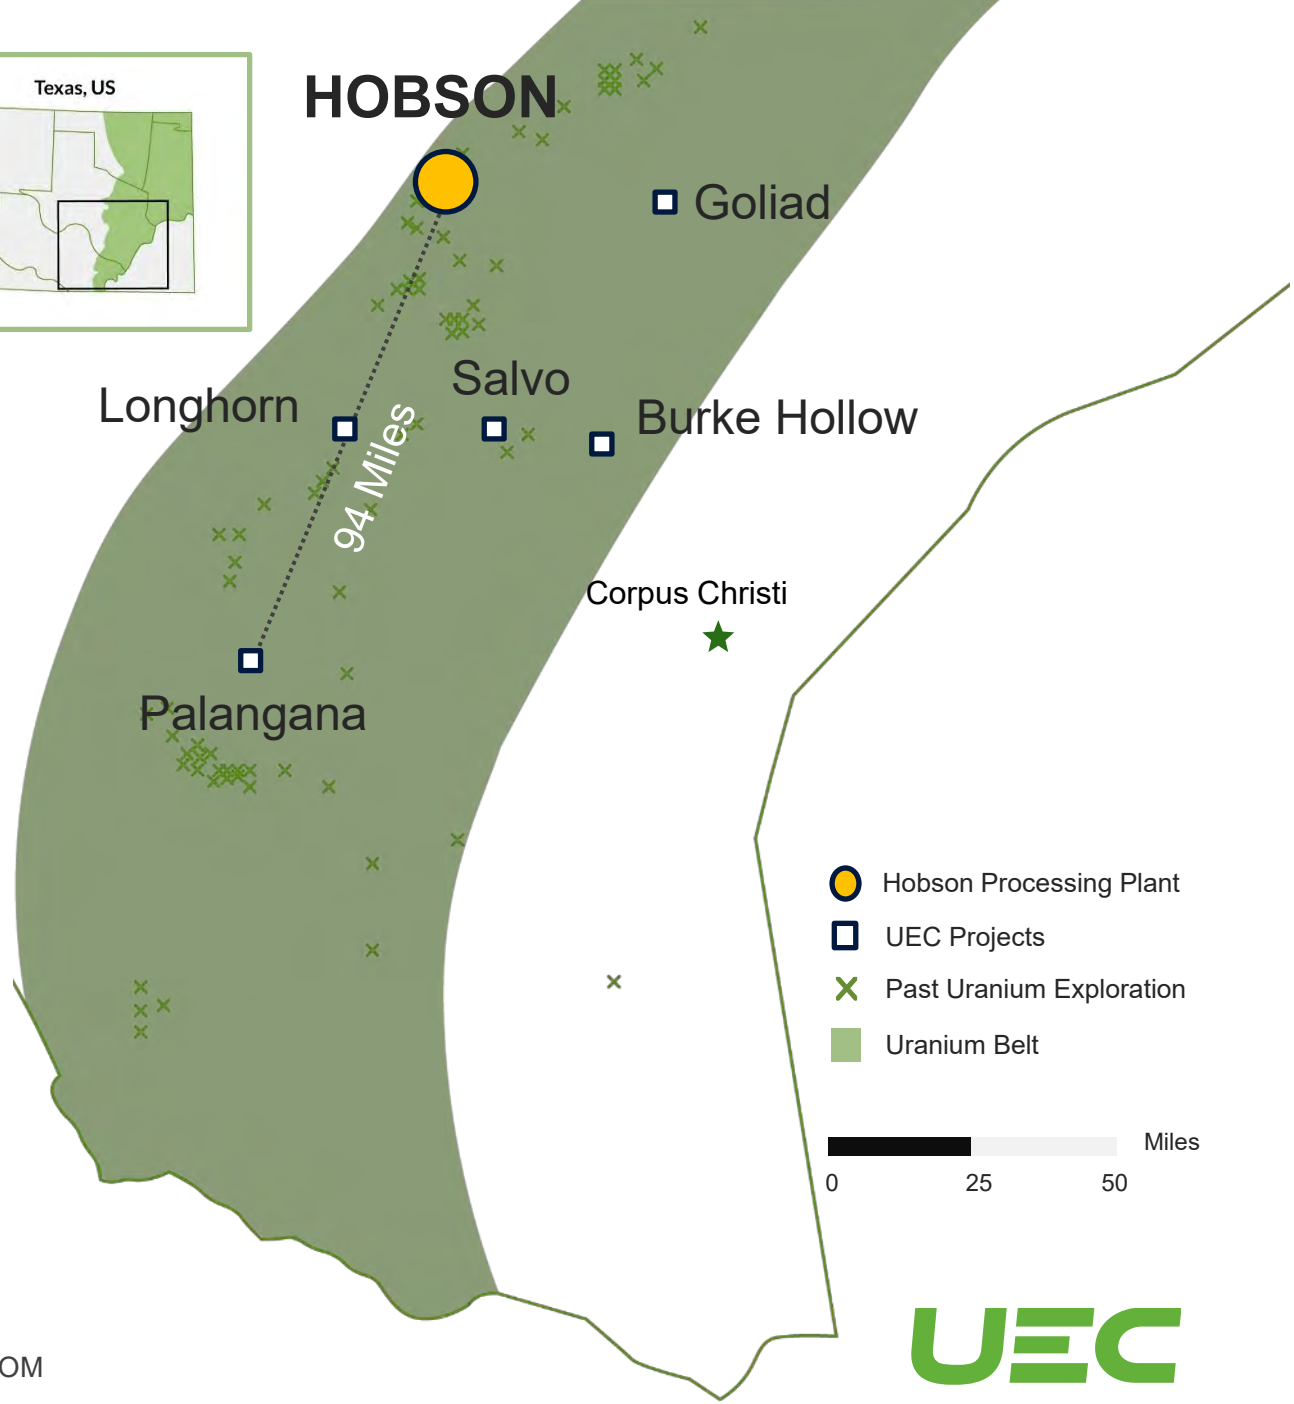 Texas, US
HOBSON
Goliad
Salvo
Longhorn
Burke Hollow
94 Miles
Corpus Christi
Palangana
Hobson Processing Plant
UEC Projects
Past Uranium Exploration
Uranium Belt
Miles
0 25 50
UEC
OM